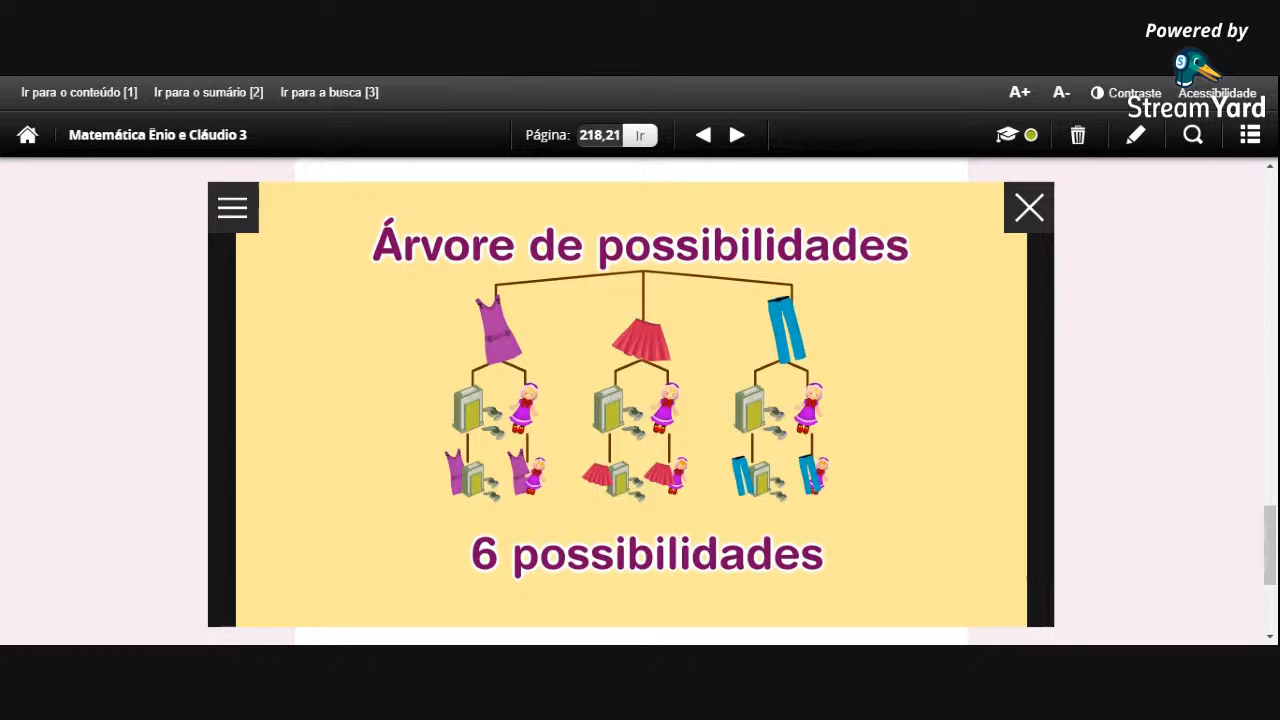 Powered by
StreamYard
Ir para o conteúdo [1] Ir para o sumário [2] Ir para a busca [3] A+ A- Contraste Acessibilidade
Matemática Ênio e Cláudio 3 Página: 218,21 Ir
Árvore de possibilidades
6 possibilidades